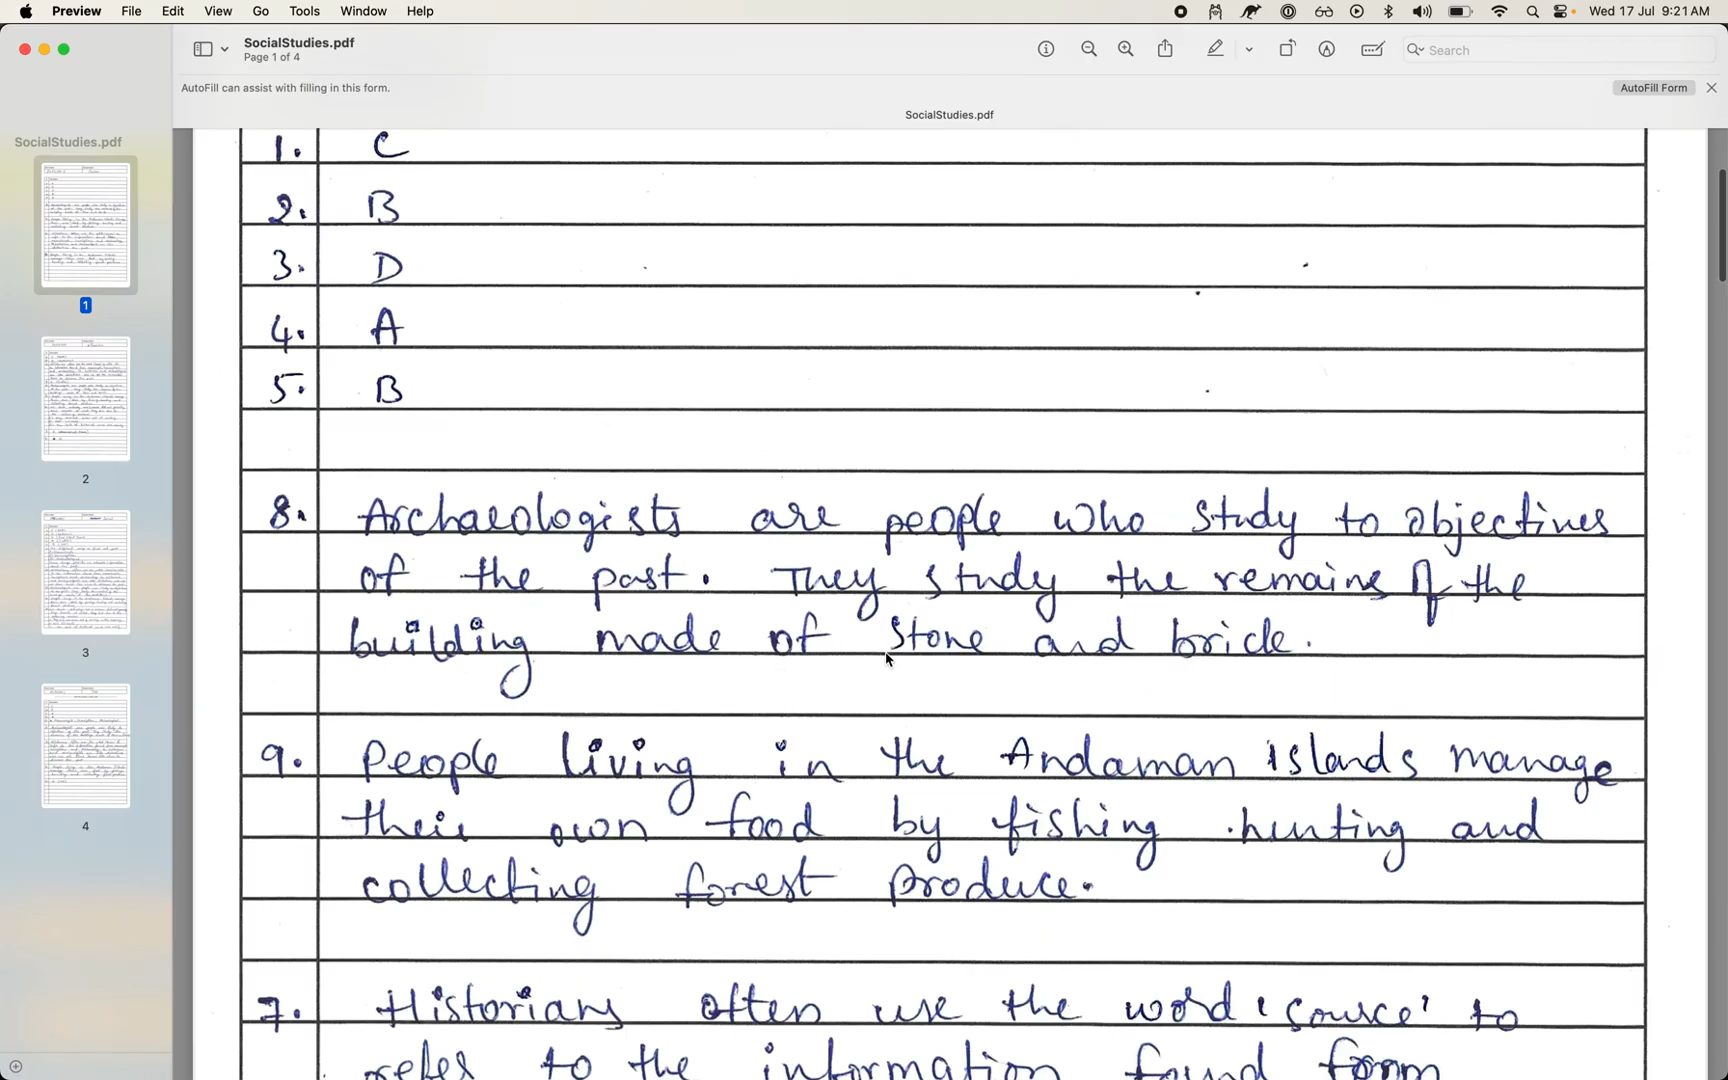 Preview File Edit View Go Tools Window Help Wed 17 Jul 9:21 AM
SocialStudies.pdf
Page 1 of 4
Search
AutoFill can assist with filling in this form.
AutoFill Form
SocialStudies.pdf
SocialStudies.pdf
1
2
3
4
1. C
2. B
3. D
4. A
5. B
8. Archaeologists are people who study to objectives
of the past. They study the remains of the
building made of stone and brick.
9. People living in the Andaman islands manage
their own food by fishing hunting and
collecting forest produce.
7. Historians often use the word 'source' to
refer to the information found from